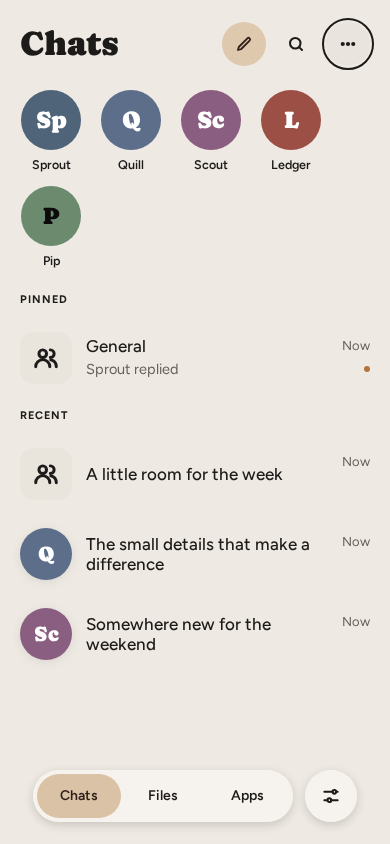 Chats
Sp
Q
Sc
L
Sprout
Quill
Scout
Ledger
P
Pip
PINNED
General
Now
Sprout replied
RECENT
A little room for the week
Now
Q
The small details that make a
difference
Now
Sc
Somewhere new for the
weekend
Now
Chats
Files
Apps